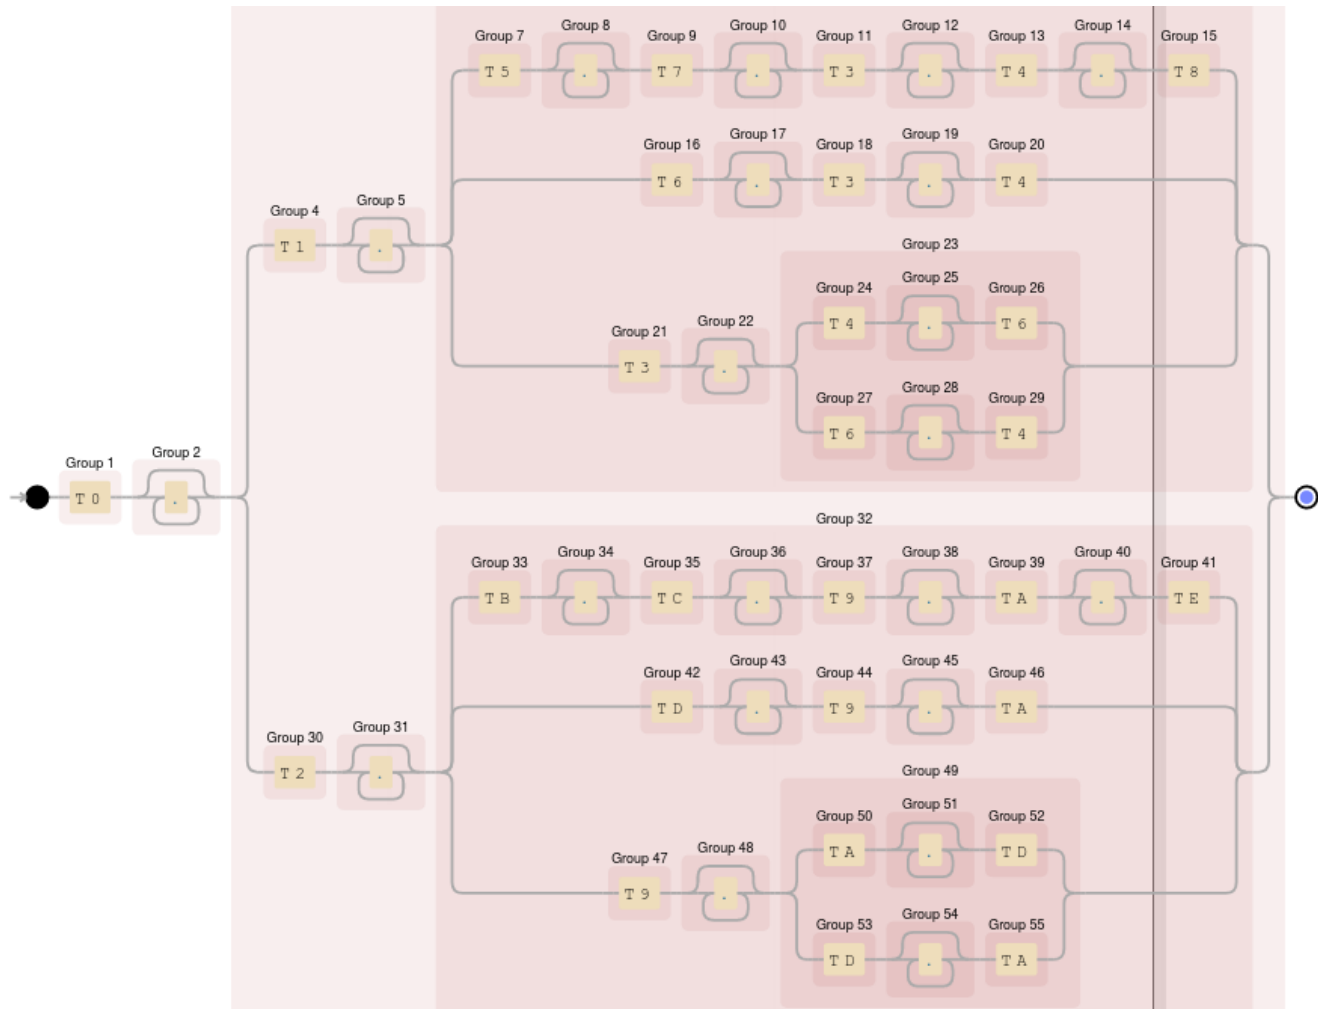 Group 7 Group 8 Group 9 Group 10 Group 11 Group 12 Group 13 Group 14 Group 15
T 5 . T 7 . T 3 . T 4 . T 8
Group 16 Group 17 Group 18 Group 19 Group 20
T 6 . T 3 . T 4
Group 4 Group 5
T 1 .
Group 23
Group 24 Group 25 Group 26
T 4 . T 6
Group 21 Group 22
T 3 .
Group 27 Group 28 Group 29
T 6 . T 4
Group 1 Group 2
T 0 .
Group 32
Group 33 Group 34 Group 35 Group 36 Group 37 Group 38 Group 39 Group 40 Group 41
T B . T C . T 9 . T A . T E
Group 42 Group 43 Group 44 Group 45 Group 46
T D . T 9 . T A
Group 30 Group 31
T 2 .
Group 49
Group 50 Group 51 Group 52
T A . T D
Group 47 Group 48
T 9 .
Group 53 Group 54 Group 55
T D . T A